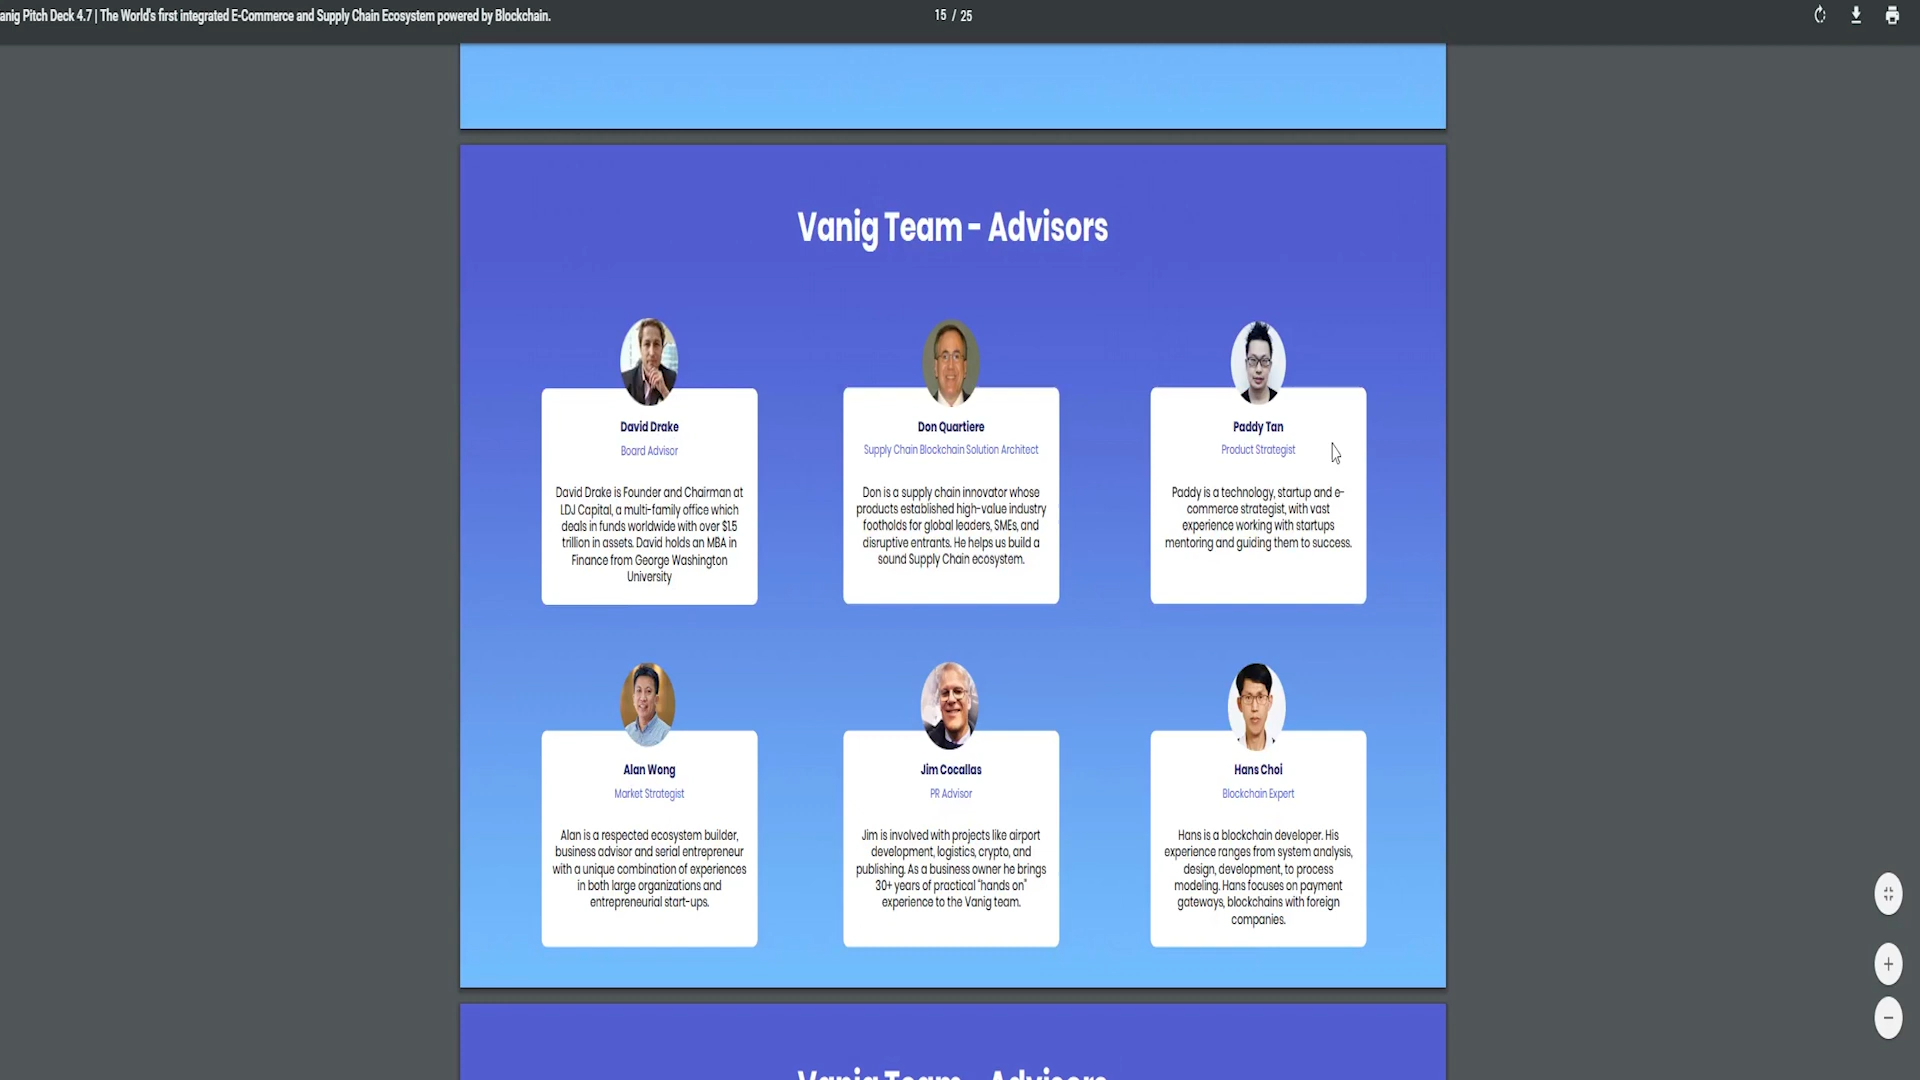 anig Pitch Deck 4.7 | The World's first integrated E-Commerce and Supply Chain Ecosystem powered by Blockchain.
15 / 25
Vanig Team - Advisors
David Drake
Board Advisor
David Drake is Founder and Chairman at
LDJ Capital, a multi-family office which
deals in funds worldwide with over $1.5
trillion in assets. David holds an MBA in
Finance from George Washington
University
Don Quartiere
Supply Chain Blockchain Solution Architect
Don is a supply chain innovator whose
products established high-value industry
footholds for global leaders, SMEs, and
disruptive entrants. He helps us build a
sound Supply Chain ecosystem.
Paddy Tan
Product Strategist
Paddy is a technology, startup and e-
commerce strategist, with vast
experience working with startups
mentoring and guiding them to success.
Alan Wong
Market Strategist
Alan is a respected ecosystem builder,
business advisor and serial entrepreneur
with a unique combination of experiences
in both large organizations and
entrepreneurial start-ups.
Jim Cocallas
PR Advisor
Jim is involved with projects like airport
development, logistics, crypto, and
publishing. As a business owner he brings
30+ years of practical "hands on"
experience to the Vanig team.
Hans Choi
Blockchain Expert
Hans is a blockchain developer. His
experience ranges from system analysis,
design, development, to process
modeling. Hans focuses on payment
gateways, blockchains with foreign
companies.
Vanig Team - Advisors